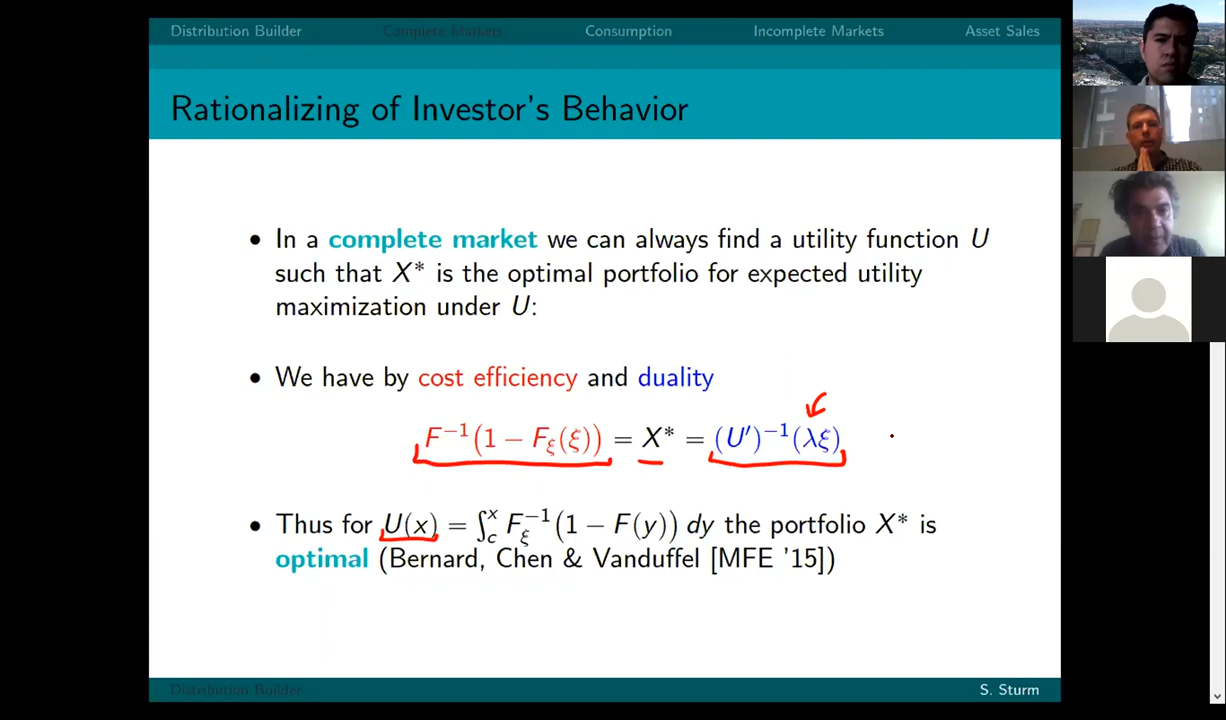 Distribution Builder Complete Markets Consumption Incomplete Markets Asset Sales
Rationalizing of Investor's Behavior
• In a complete market we can always find a utility function U
such that X* is the optimal portfolio for expected utility
maximization under U:
• We have by cost efficiency and duality
F⁻¹(1 − F_ξ(ξ)) = X* = (U′)⁻¹(λξ)
• Thus for U(x) = ∫_c^x F_ξ⁻¹(1 − F(y)) dy the portfolio X* is
optimal (Bernard, Chen & Vanduffel [MFE '15])
Distribution Builder S. Sturm